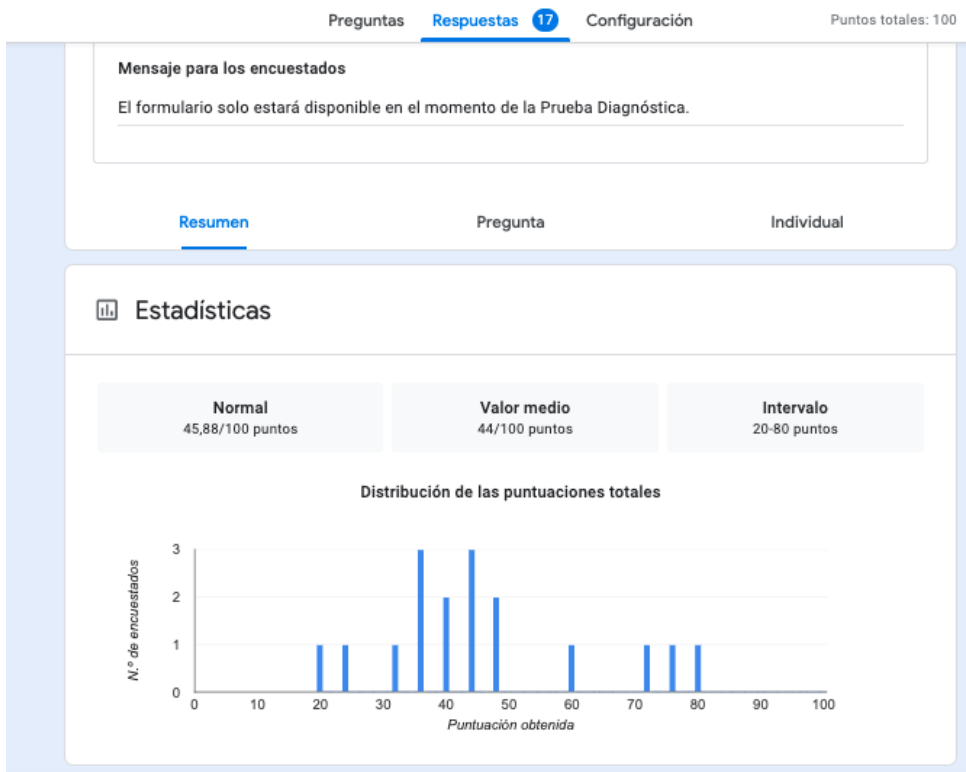 Preguntas Respuestas 17 Configuración Puntos totales: 100
Mensaje para los encuestados
El formulario solo estará disponible en el momento de la Prueba Diagnóstica.
Resumen Pregunta Individual
Estadísticas
Normal Valor medio Intervalo
45,88/100 puntos 44/100 puntos 20-80 puntos
Distribución de las puntuaciones totales
N.º de encuestados
3
2
1
0
0 10 20 30 40 50 60 70 80 90 100
Puntuación obtenida